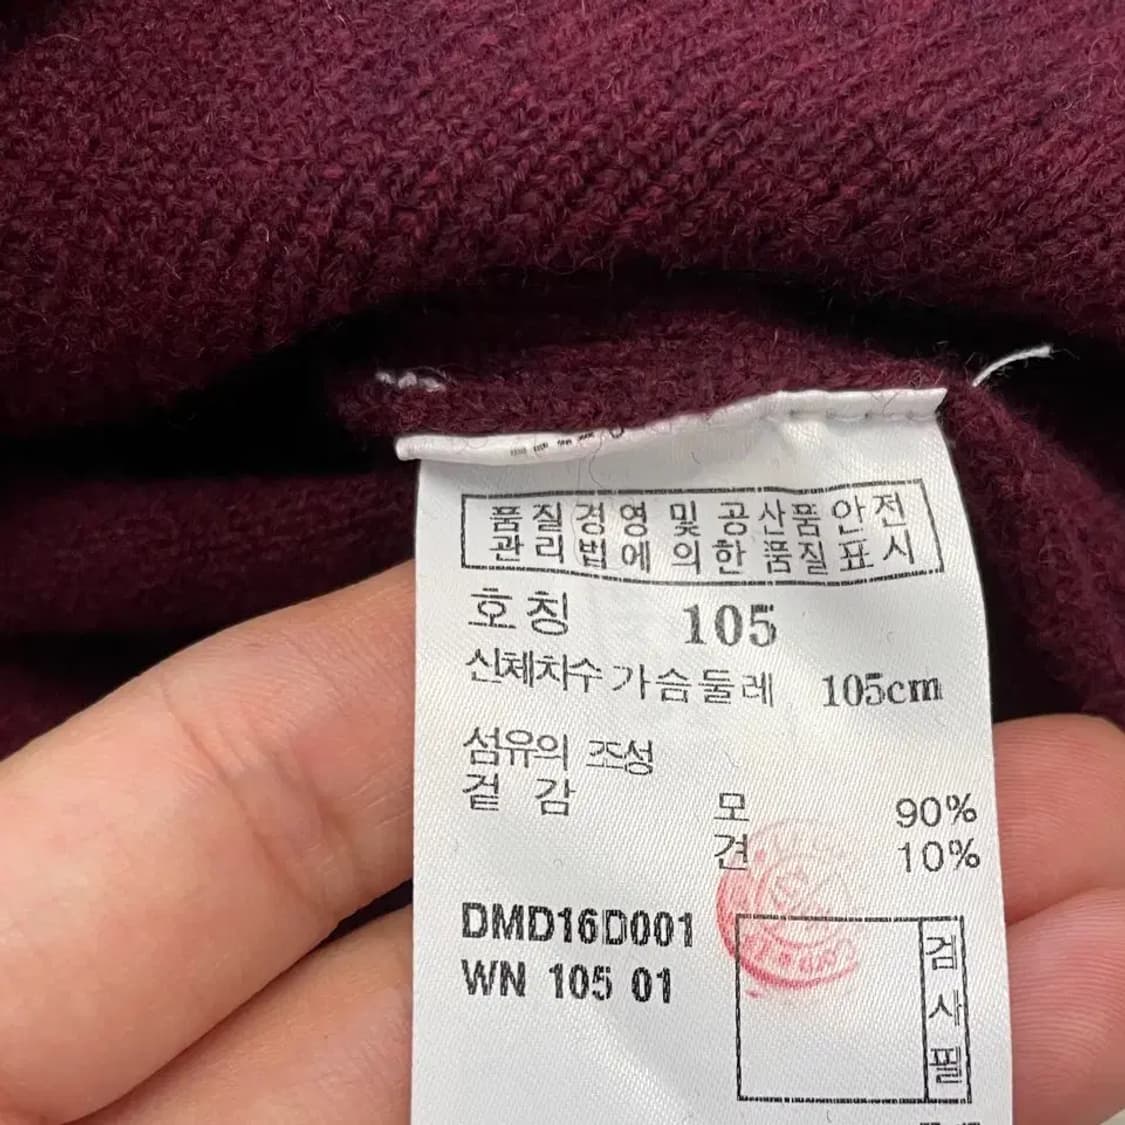 품질경영 및 공산품안전
관리법에 의한 품질표시
호칭 105
신체치수 가슴둘레 105cm
섬유의 조성
겉 감
모 90%
견 10%
DMD16D001
WN 105 01
검사필